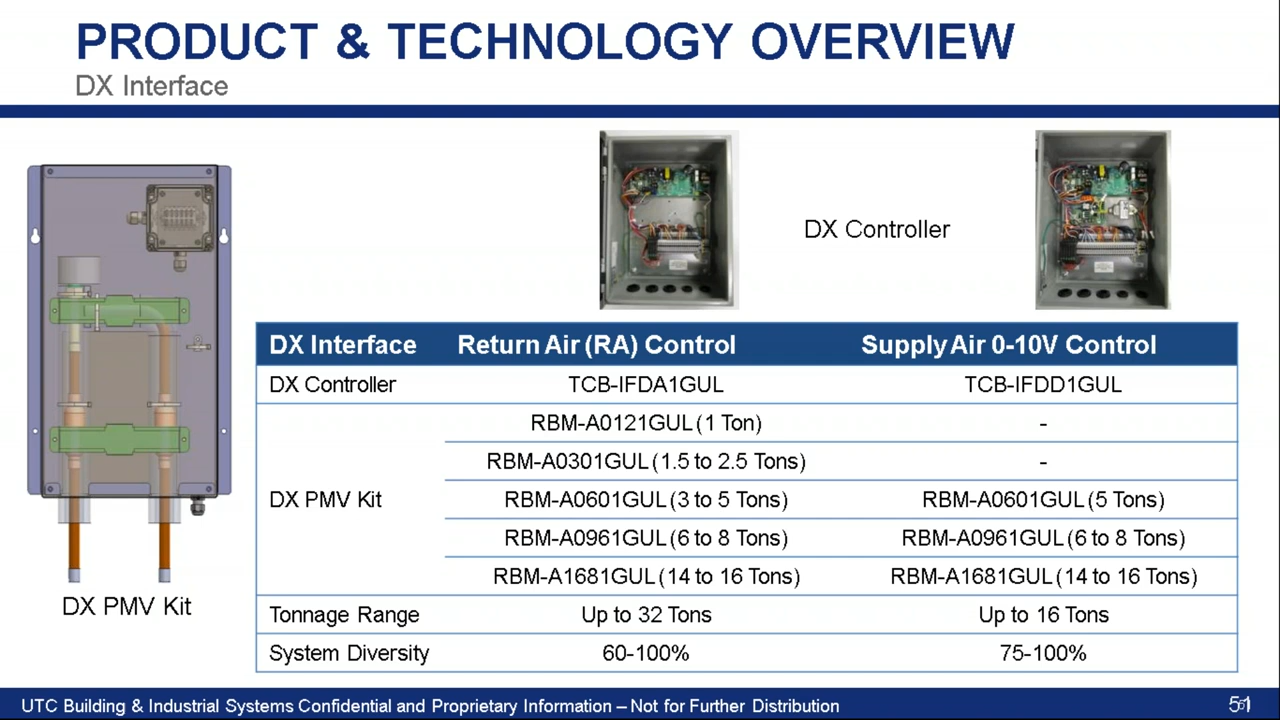 PRODUCT & TECHNOLOGY OVERVIEW
DX Interface
DX Controller
DX PMV Kit
DX Interface Return Air (RA) Control Supply Air 0-10V Control
DX Controller TCB-IFDA1GUL TCB-IFDD1GUL
RBM-A0121GUL (1 Ton) -
RBM-A0301GUL (1.5 to 2.5 Tons) -
DX PMV Kit RBM-A0601GUL (3 to 5 Tons) RBM-A0601GUL (5 Tons)
RBM-A0961GUL (6 to 8 Tons) RBM-A0961GUL (6 to 8 Tons)
RBM-A1681GUL (14 to 16 Tons) RBM-A1681GUL (14 to 16 Tons)
Tonnage Range Up to 32 Tons Up to 16 Tons
System Diversity 60-100% 75-100%
UTC Building & Industrial Systems Confidential and Proprietary Information – Not for Further Distribution